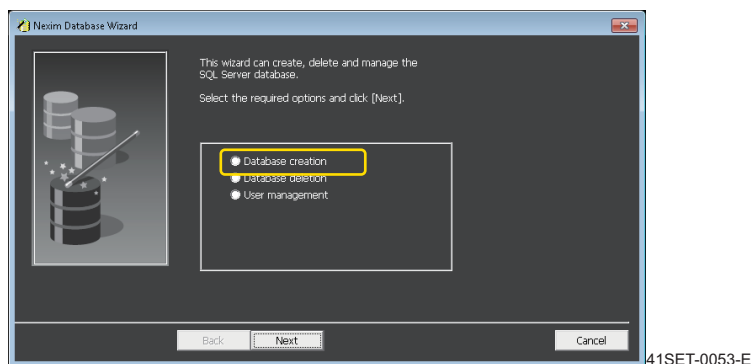 Nexim Database Wizard
This wizard can create, delete and manage the
SQL Server database.
Select the required options and click [Next].
Database creation
Database deletion
User management
Back
Next
Cancel
41SET-0053-E